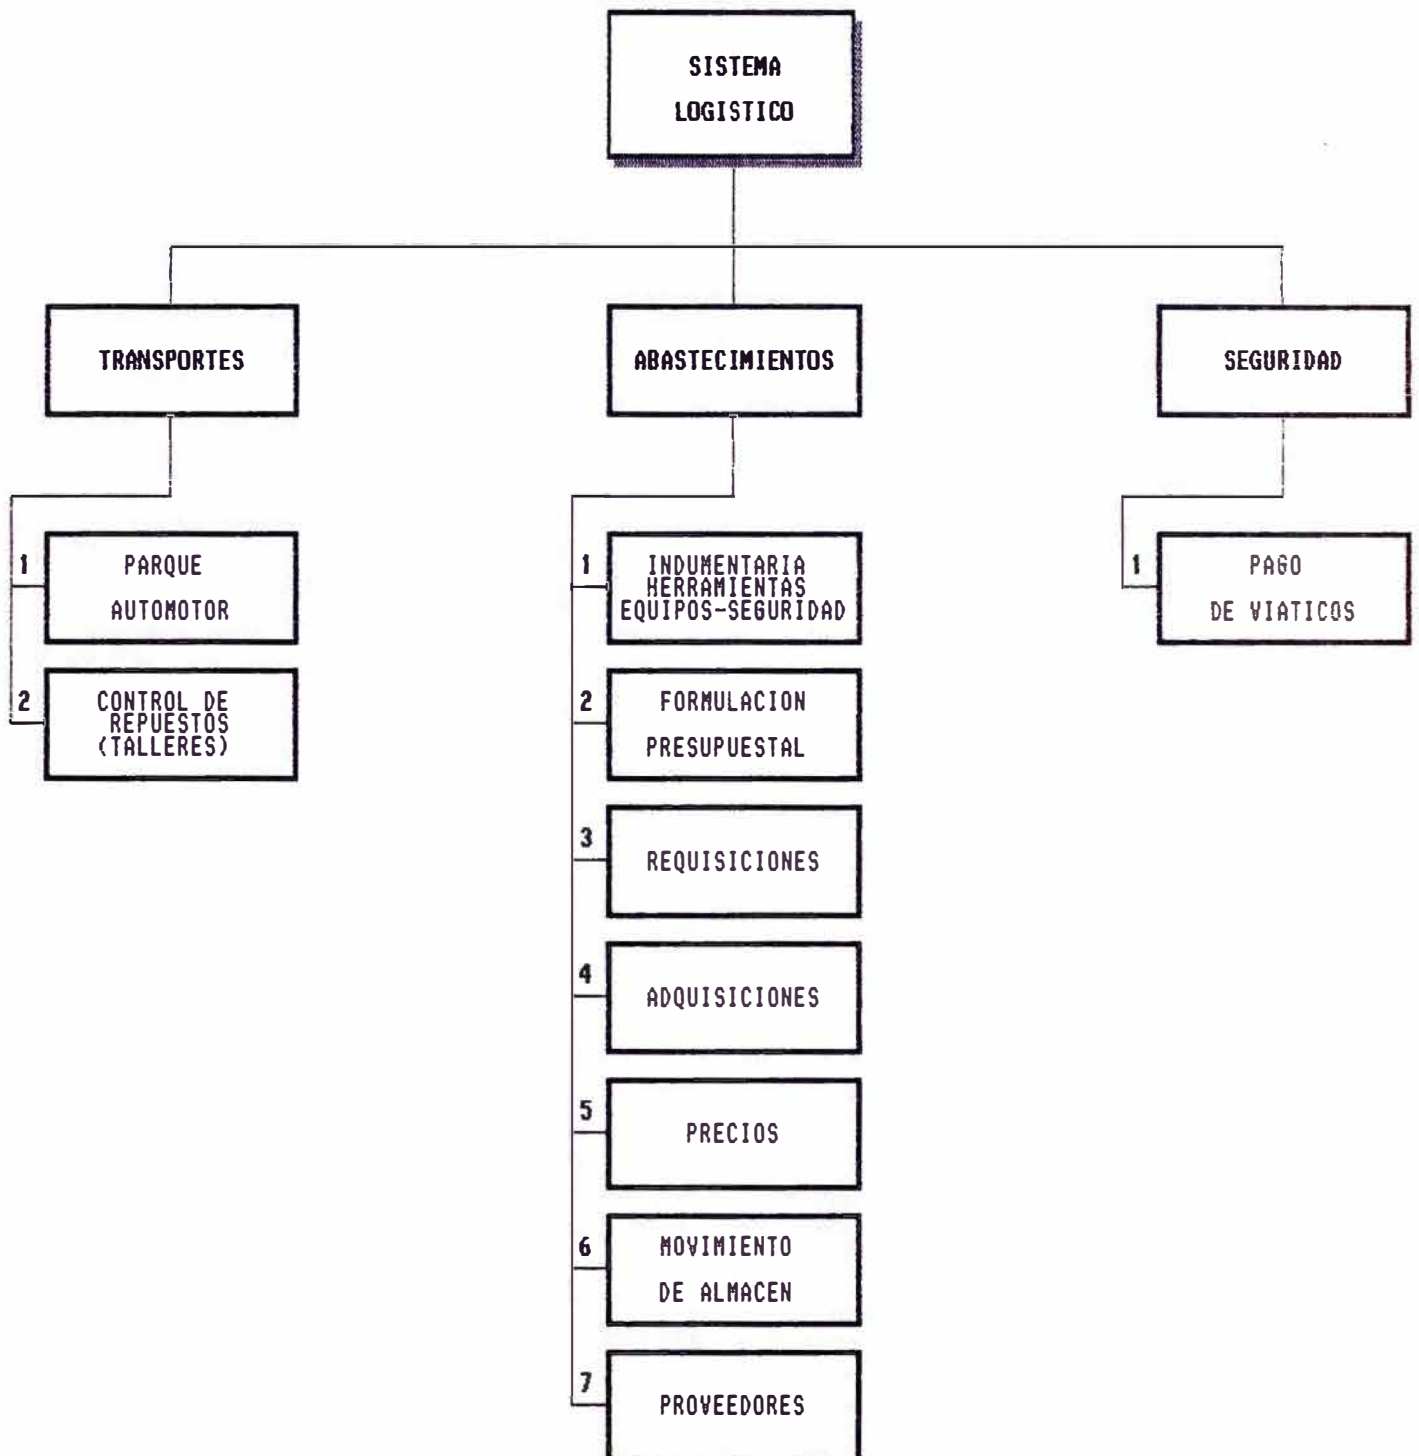 SISTEMA
LOGISTICO
TRANSPORTES
ABASTECIMIENTOS
SEGURIDAD
1
PARQUE
AUTOMOTOR
2
CONTROL DE
REPUESTOS
(TALLERES)
1
INDUMENTARIA
HERRAMIENTAS
EQUIPOS-SEGURIDAD
2
FORMULACION
PRESUPUESTAL
3
REQUISICIONES
4
ADQUISICIONES
5
PRECIOS
6
MOVIMIENTO
DE ALMACEN
7
PROVEEDORES
1
PAGO
DE VIATICOS